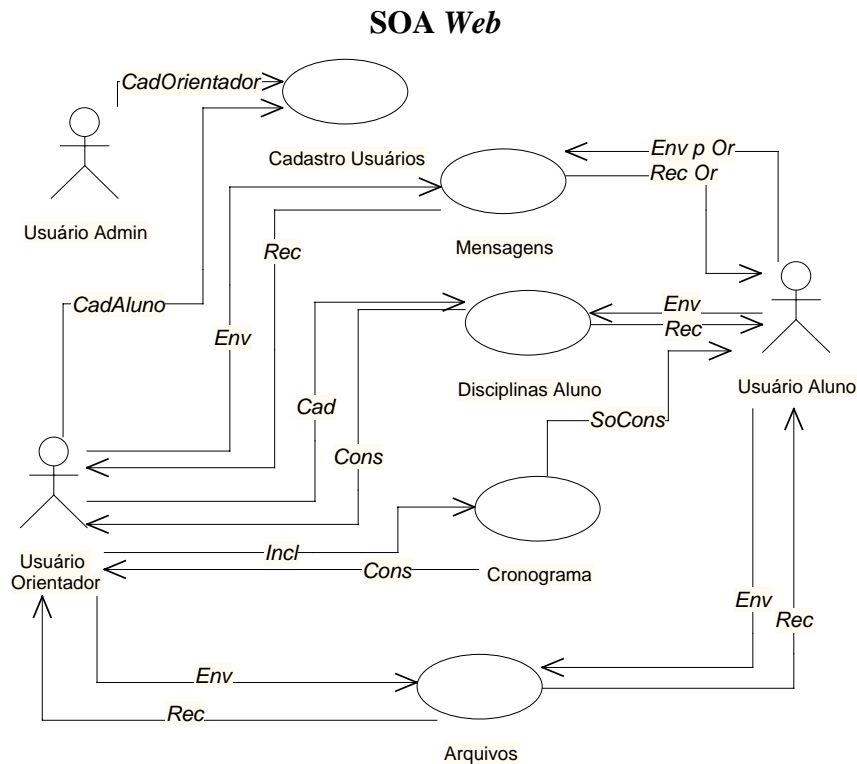 SOA Web
CadOrientador
Cadastro Usuários
Env p Or
Rec Or
Usuário Admin
Mensagens
Rec
CadAluno
Env
Env
Rec
Disciplinas Aluno
Usuário Aluno
Cad
SoCons
Cons
Incl
Usuário
Orientador
Cons
Cronograma
Env
Rec
Env
Rec
Arquivos